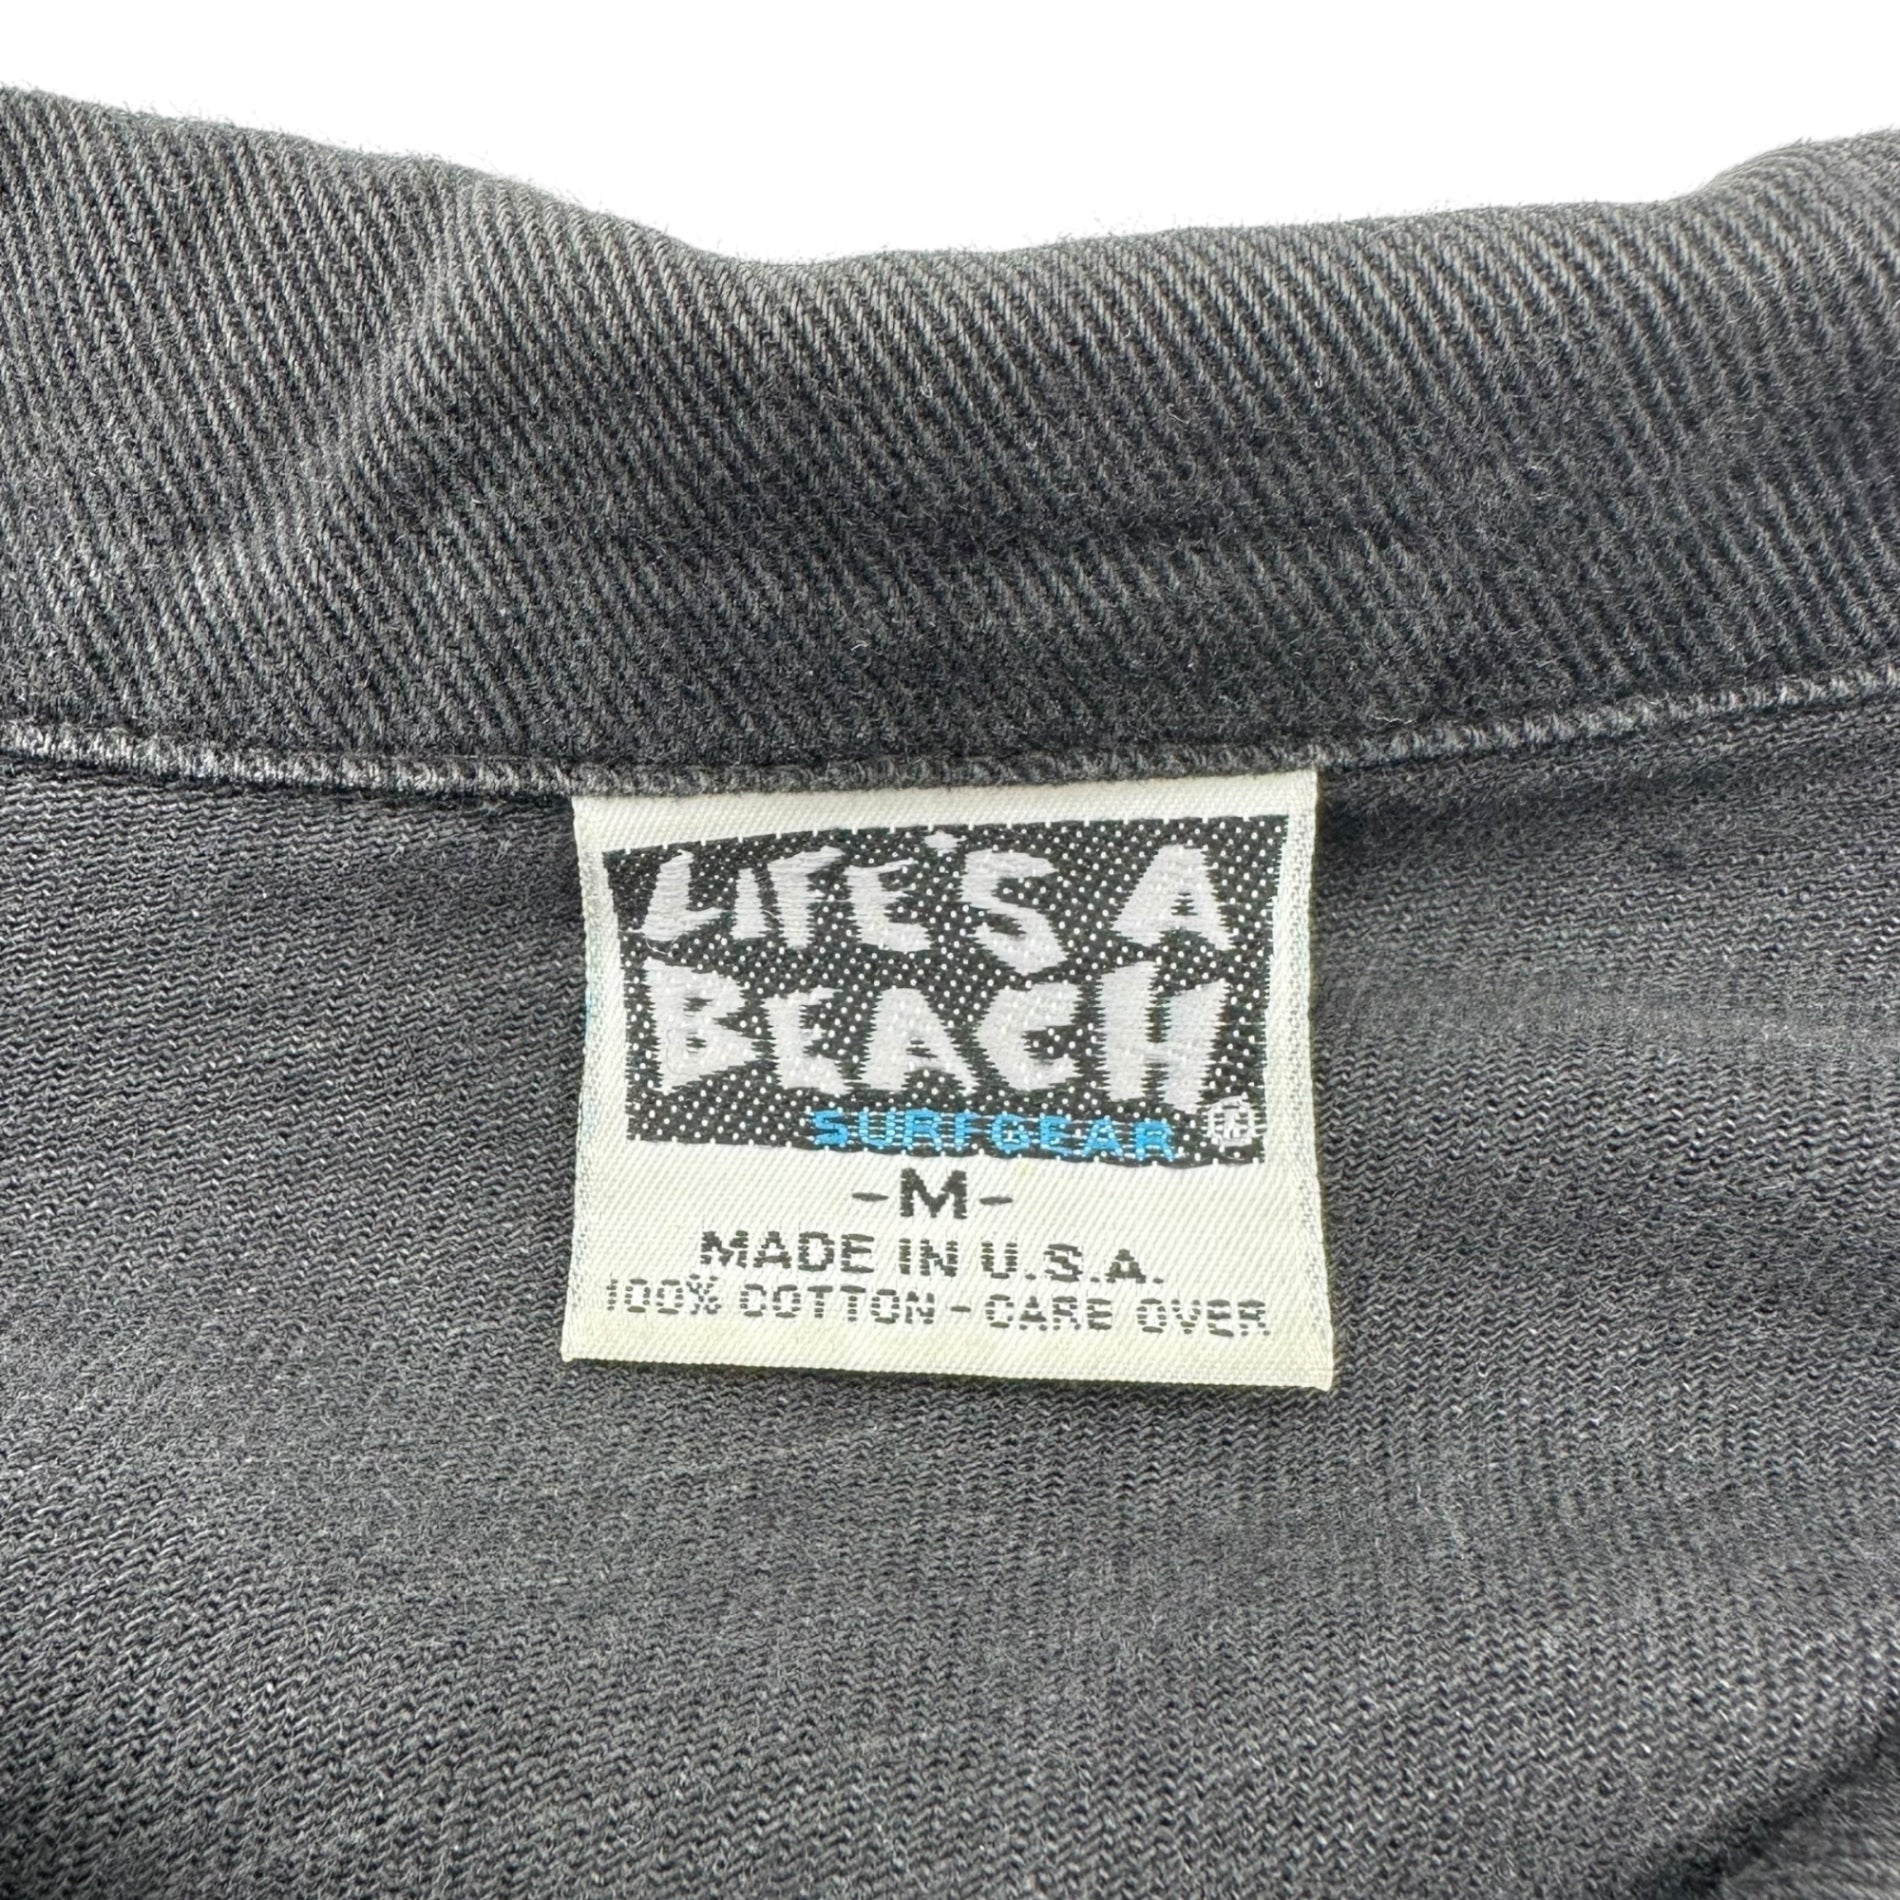 LIFE'S A
BEACH
SURFGEAR ®
-M-
MADE IN U.S.A.
100% COTTON - CARE OVER